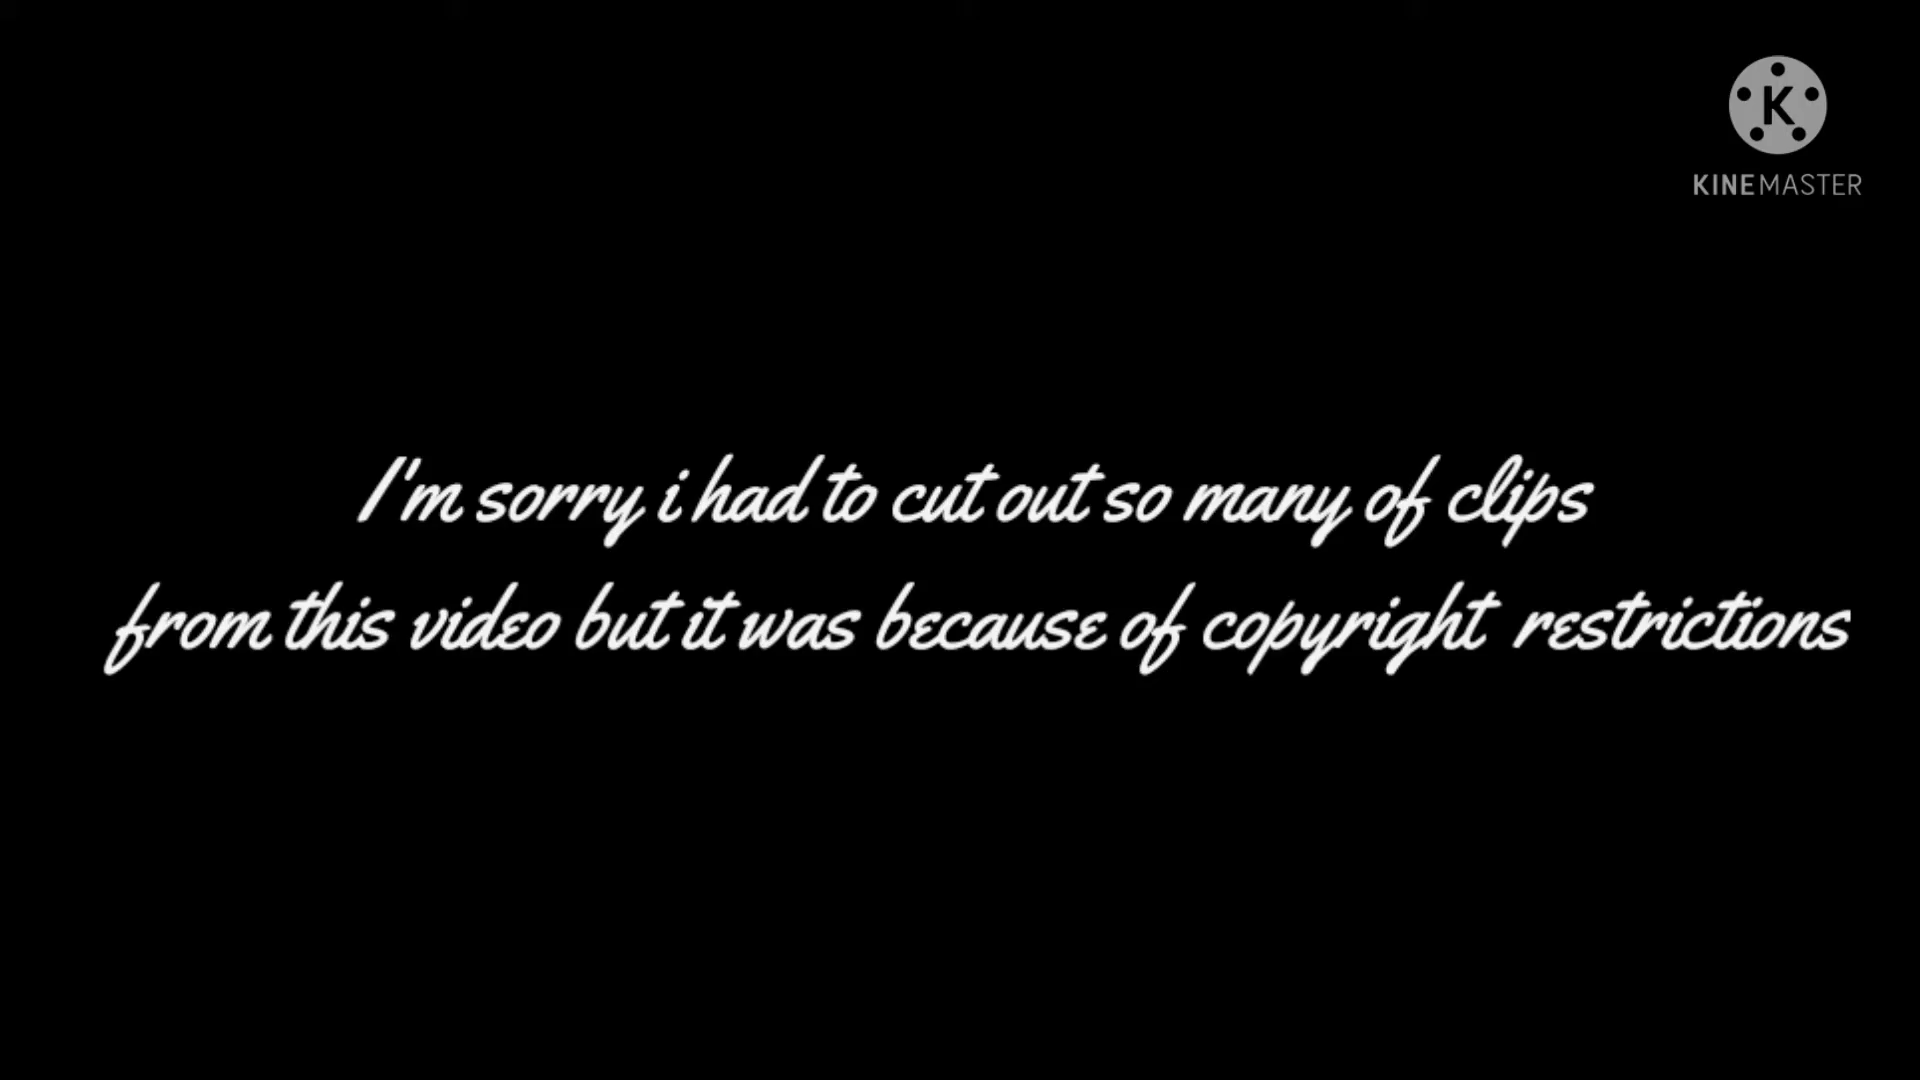 K
KINEMASTER
I'm sorry i had to cut out so many of clips
from this video but it was because of copyright restrictions